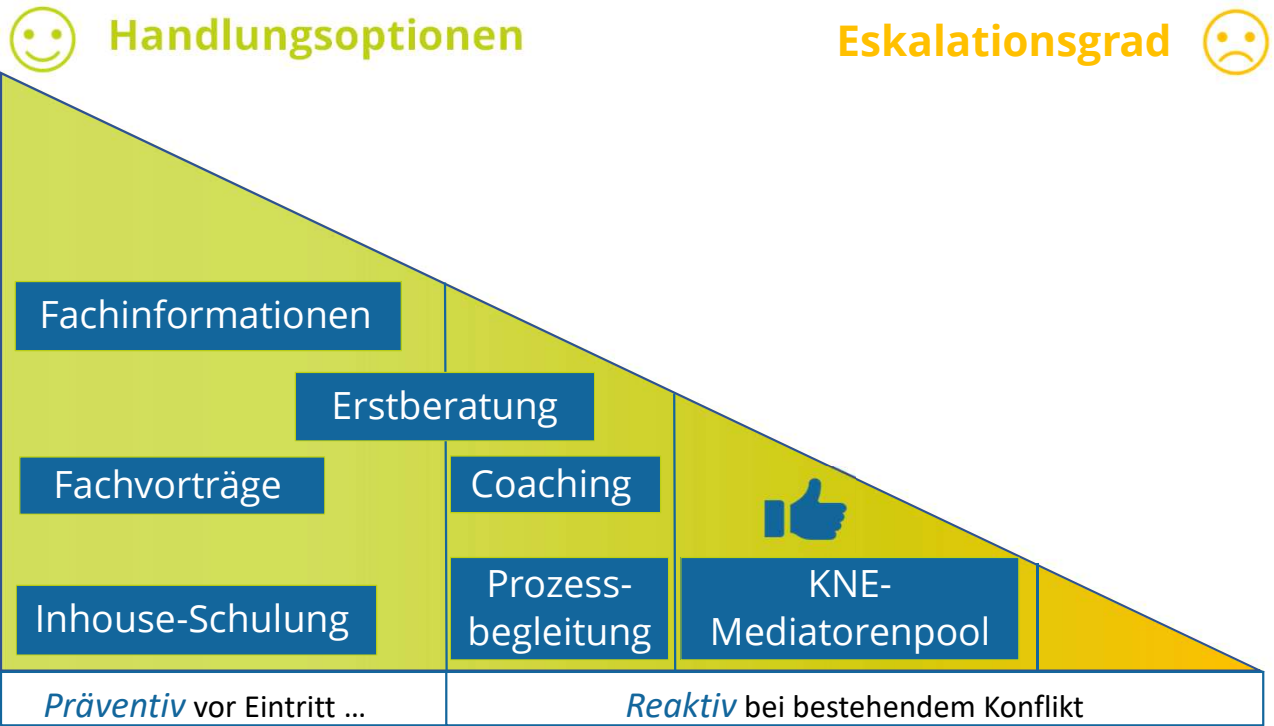 Handlungsoptionen
Eskalationsgrad
Fachinformationen
Erstberatung
Fachvorträge
Coaching
Inhouse-Schulung
Prozess-
begleitung
KNE-
Mediatorenpool
Präventiv vor Eintritt ...
Reaktiv bei bestehendem Konflikt